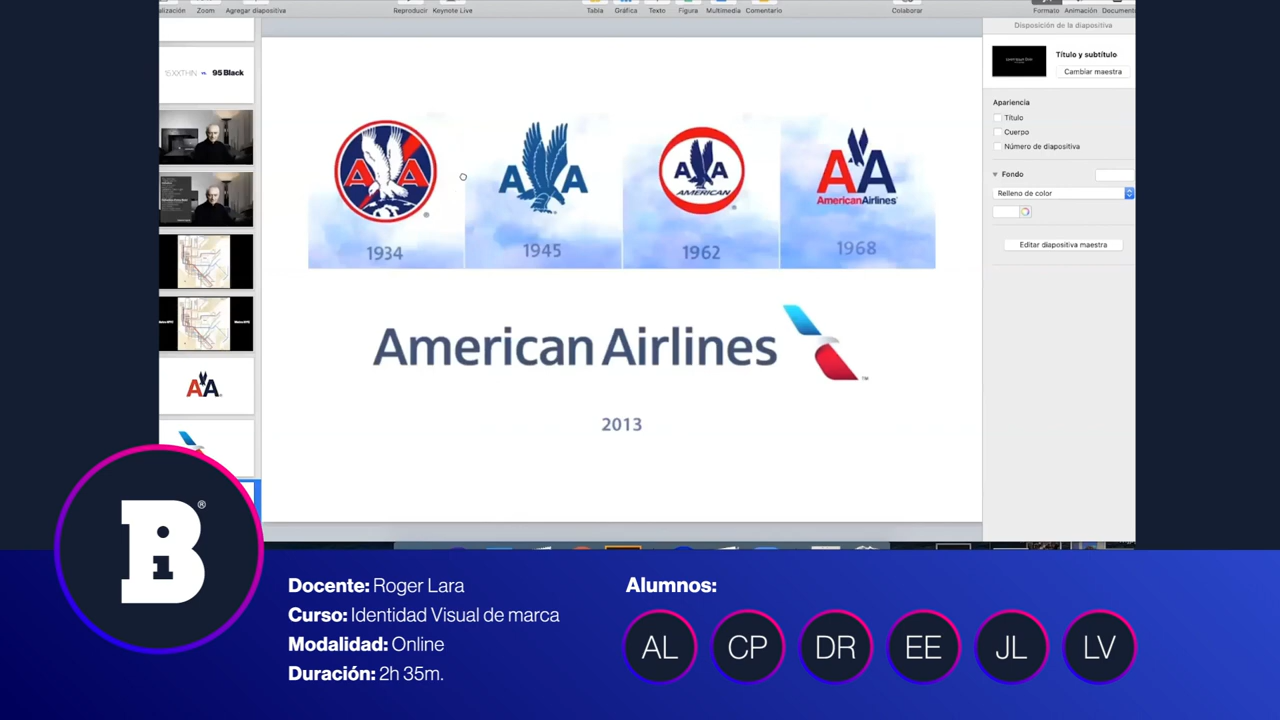 Zoom
Agregar diapositiva
Reproducir
Keynote Live
Tabla
Gráfica
Texto
Figura
Multimedia
Comentario
Colaborar
Formato
Animación
Disposición de la diapositiva
Título y subtítulo
Cambiar maestra
Apariencia
Título
Cuerpo
Número de diapositiva
Fondo
Relleno de color
Editar diapositiva maestra
95 Black
AA
AA
AA
AMERICAN
AA
AmericanAirlines
1934
1945
1962
1968
American Airlines
TM
2013
AA
B
®
Docente: Roger Lara
Curso: Identidad Visual de marca
Modalidad: Online
Duración: 2h 35m.
Alumnos:
AL CP DR EE JL LV